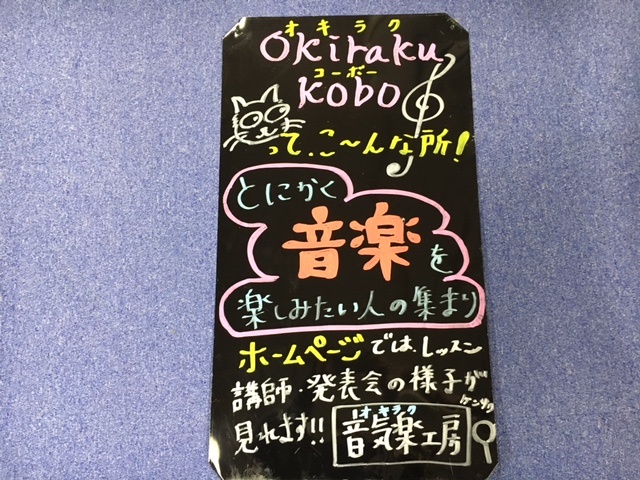 オキラク
Okiraku
コーボー
kobo
って、こ～んな所!
とにかく
音楽を
楽しみたい人の集まり
ホームページでは、レッスン
講師・発表会の様子が
ケンサク
オキラク
見れます!! 音気楽工房